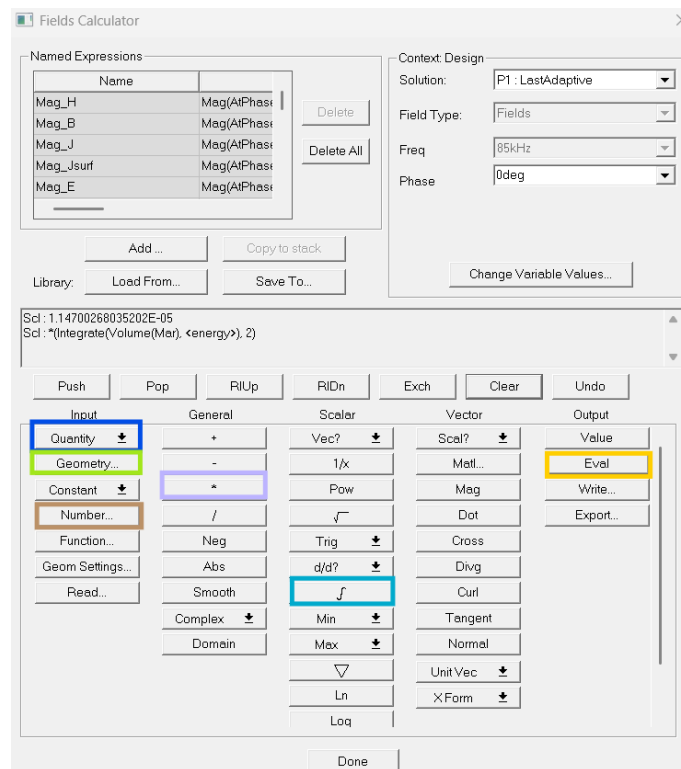 Fields Calculator
Named Expressions
Name
Mag_H Mag(AtPhase
Mag_B Mag(AtPhase
Mag_J Mag(AtPhase
Mag_Jsurf Mag(AtPhase
Mag_E Mag(AtPhase
Delete
Delete All
Add ... Copy to stack
Library: Load From... Save To...
Context: Design
Solution: P1 : LastAdaptive
Field Type: Fields
Freq 85kHz
Phase 0deg
Change Variable Values...
Scl : 1.14700268035202E-05
Scl : *(Integrate(Volume(Mar), <energy>), 2)
Push Pop RlUp RlDn Exch Clear Undo
Input General Scalar Vector Output
Quantity + Vec? Scal? Value
Geometry... - 1/x Matl... Eval
Constant * Pow Mag Write...
Number... / √ Dot Export...
Function... Neg Trig Cross
Geom Settings... Abs d/d? Divg
Read... Smooth ∫ Curl
Complex Min Tangent
Domain Max Normal
▽ Unit Vec
Ln X Form
Log
Done